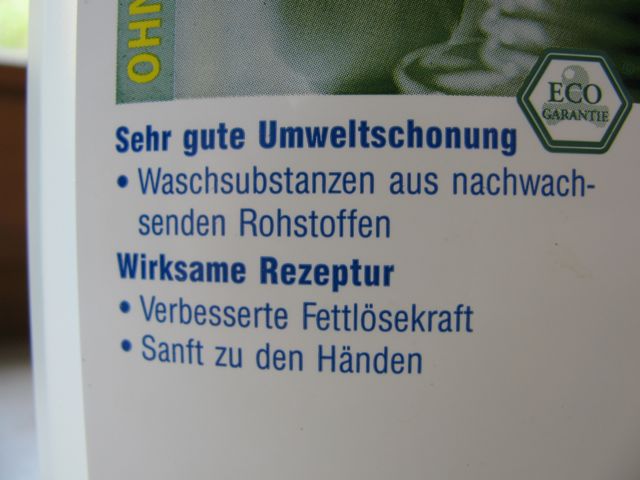 OHN
ECO
GARANTIE
Sehr gute Umweltschonung
• Waschsubstanzen aus nachwach-
senden Rohstoffen
Wirksame Rezeptur
• Verbesserte Fettlösekraft
• Sanft zu den Händen